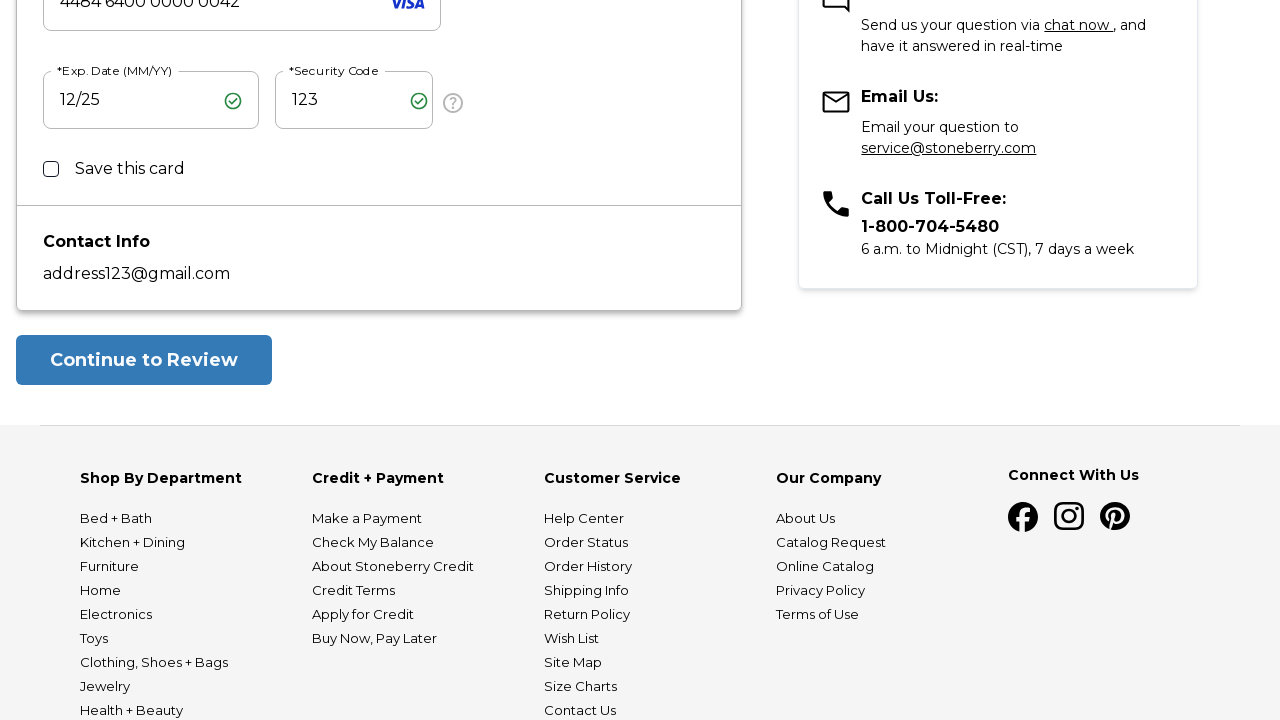 4484 6400 0000 0042
VISA
*Exp. Date (MM/YY)
12/25
*Security Code
123
Save this card
Contact Info
address123@gmail.com
Continue to Review
Send us your question via chat now , and
have it answered in real-time
Email Us:
Email your question to
service@stoneberry.com
Call Us Toll-Free:
1-800-704-5480
6 a.m. to Midnight (CST), 7 days a week
Shop By Department
Bed + Bath
Kitchen + Dining
Furniture
Home
Electronics
Toys
Clothing, Shoes + Bags
Jewelry
Health + Beauty
Credit + Payment
Make a Payment
Check My Balance
About Stoneberry Credit
Credit Terms
Apply for Credit
Buy Now, Pay Later
Customer Service
Help Center
Order Status
Order History
Shipping Info
Return Policy
Wish List
Site Map
Size Charts
Contact Us
Our Company
About Us
Catalog Request
Online Catalog
Privacy Policy
Terms of Use
Connect With Us